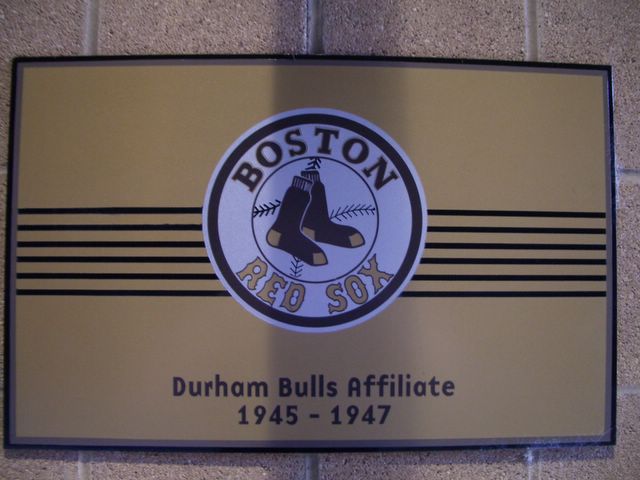 BOSTON
RED SOX
Durham Bulls Affiliate
1945 - 1947